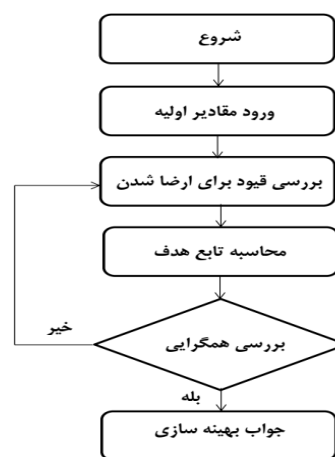 شروع
ورود مقادیر اولیه
بررسی قیود برای ارضا شدن
محاسبه تابع هدف
بررسی همگرایی
خیر
بله
جواب بهینه سازی